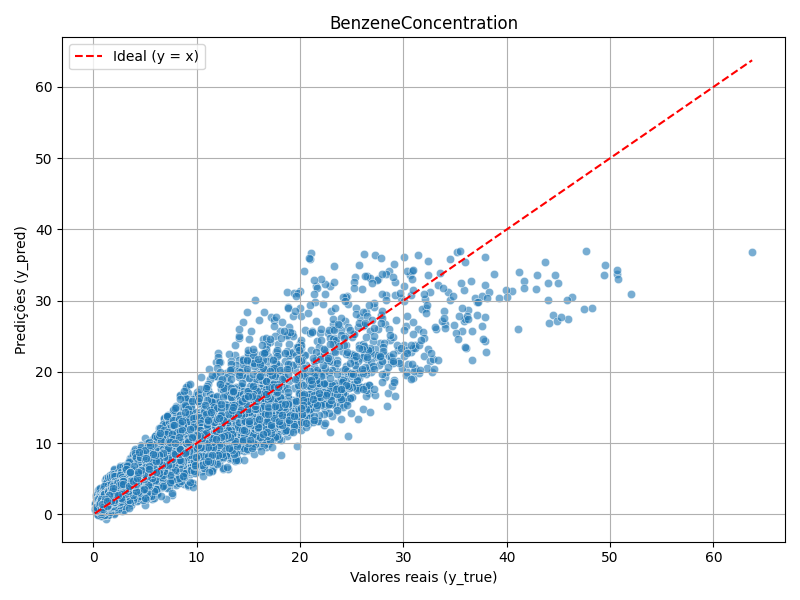 BenzeneConcentration
Ideal (y = x)
60
50
40
30
20
10
0
Predições (y_pred)
0 10 20 30 40 50 60
Valores reais (y_true)